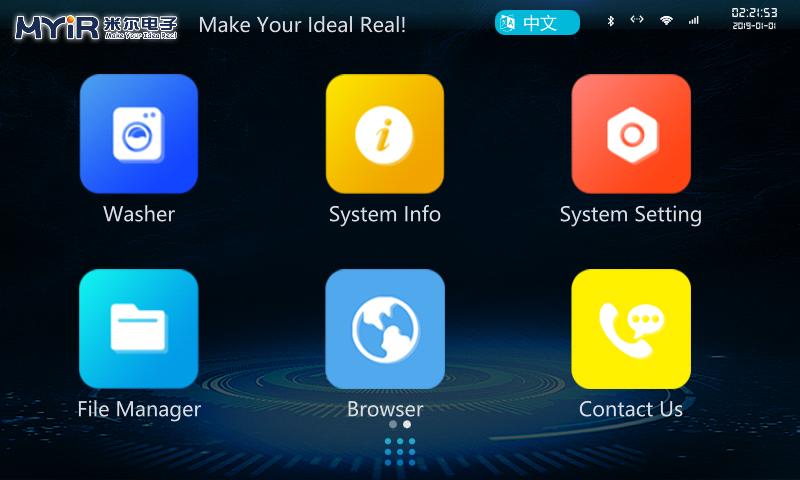 MYiR 米尔电子
Make Your Idea Real
Make Your Ideal Real!
中文
02:21:53
2019-01-01
Washer
System Info
System Setting
File Manager
Browser
Contact Us